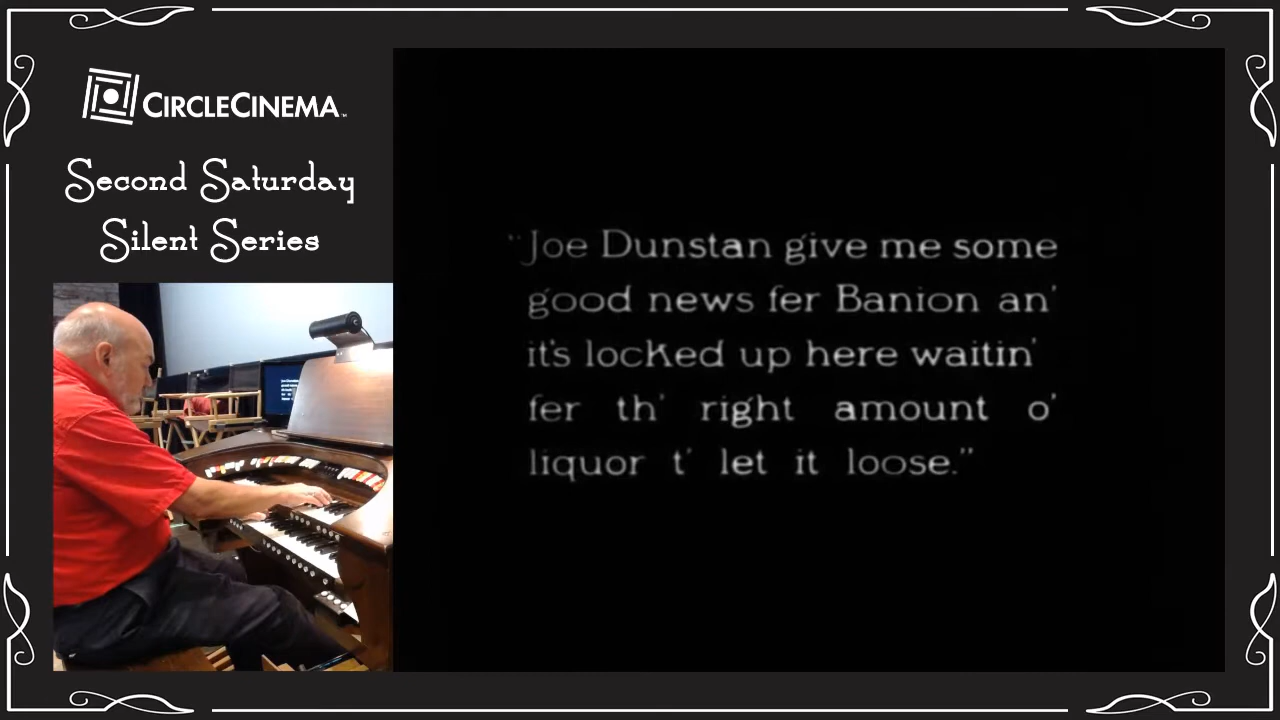 CIRCLECINEMA™
Second Saturday
Silent Series
"Joe Dunstan give me some
good news fer Banion an'
it's locked up here waitin'
fer th' right amount o'
liquor t' let it loose."